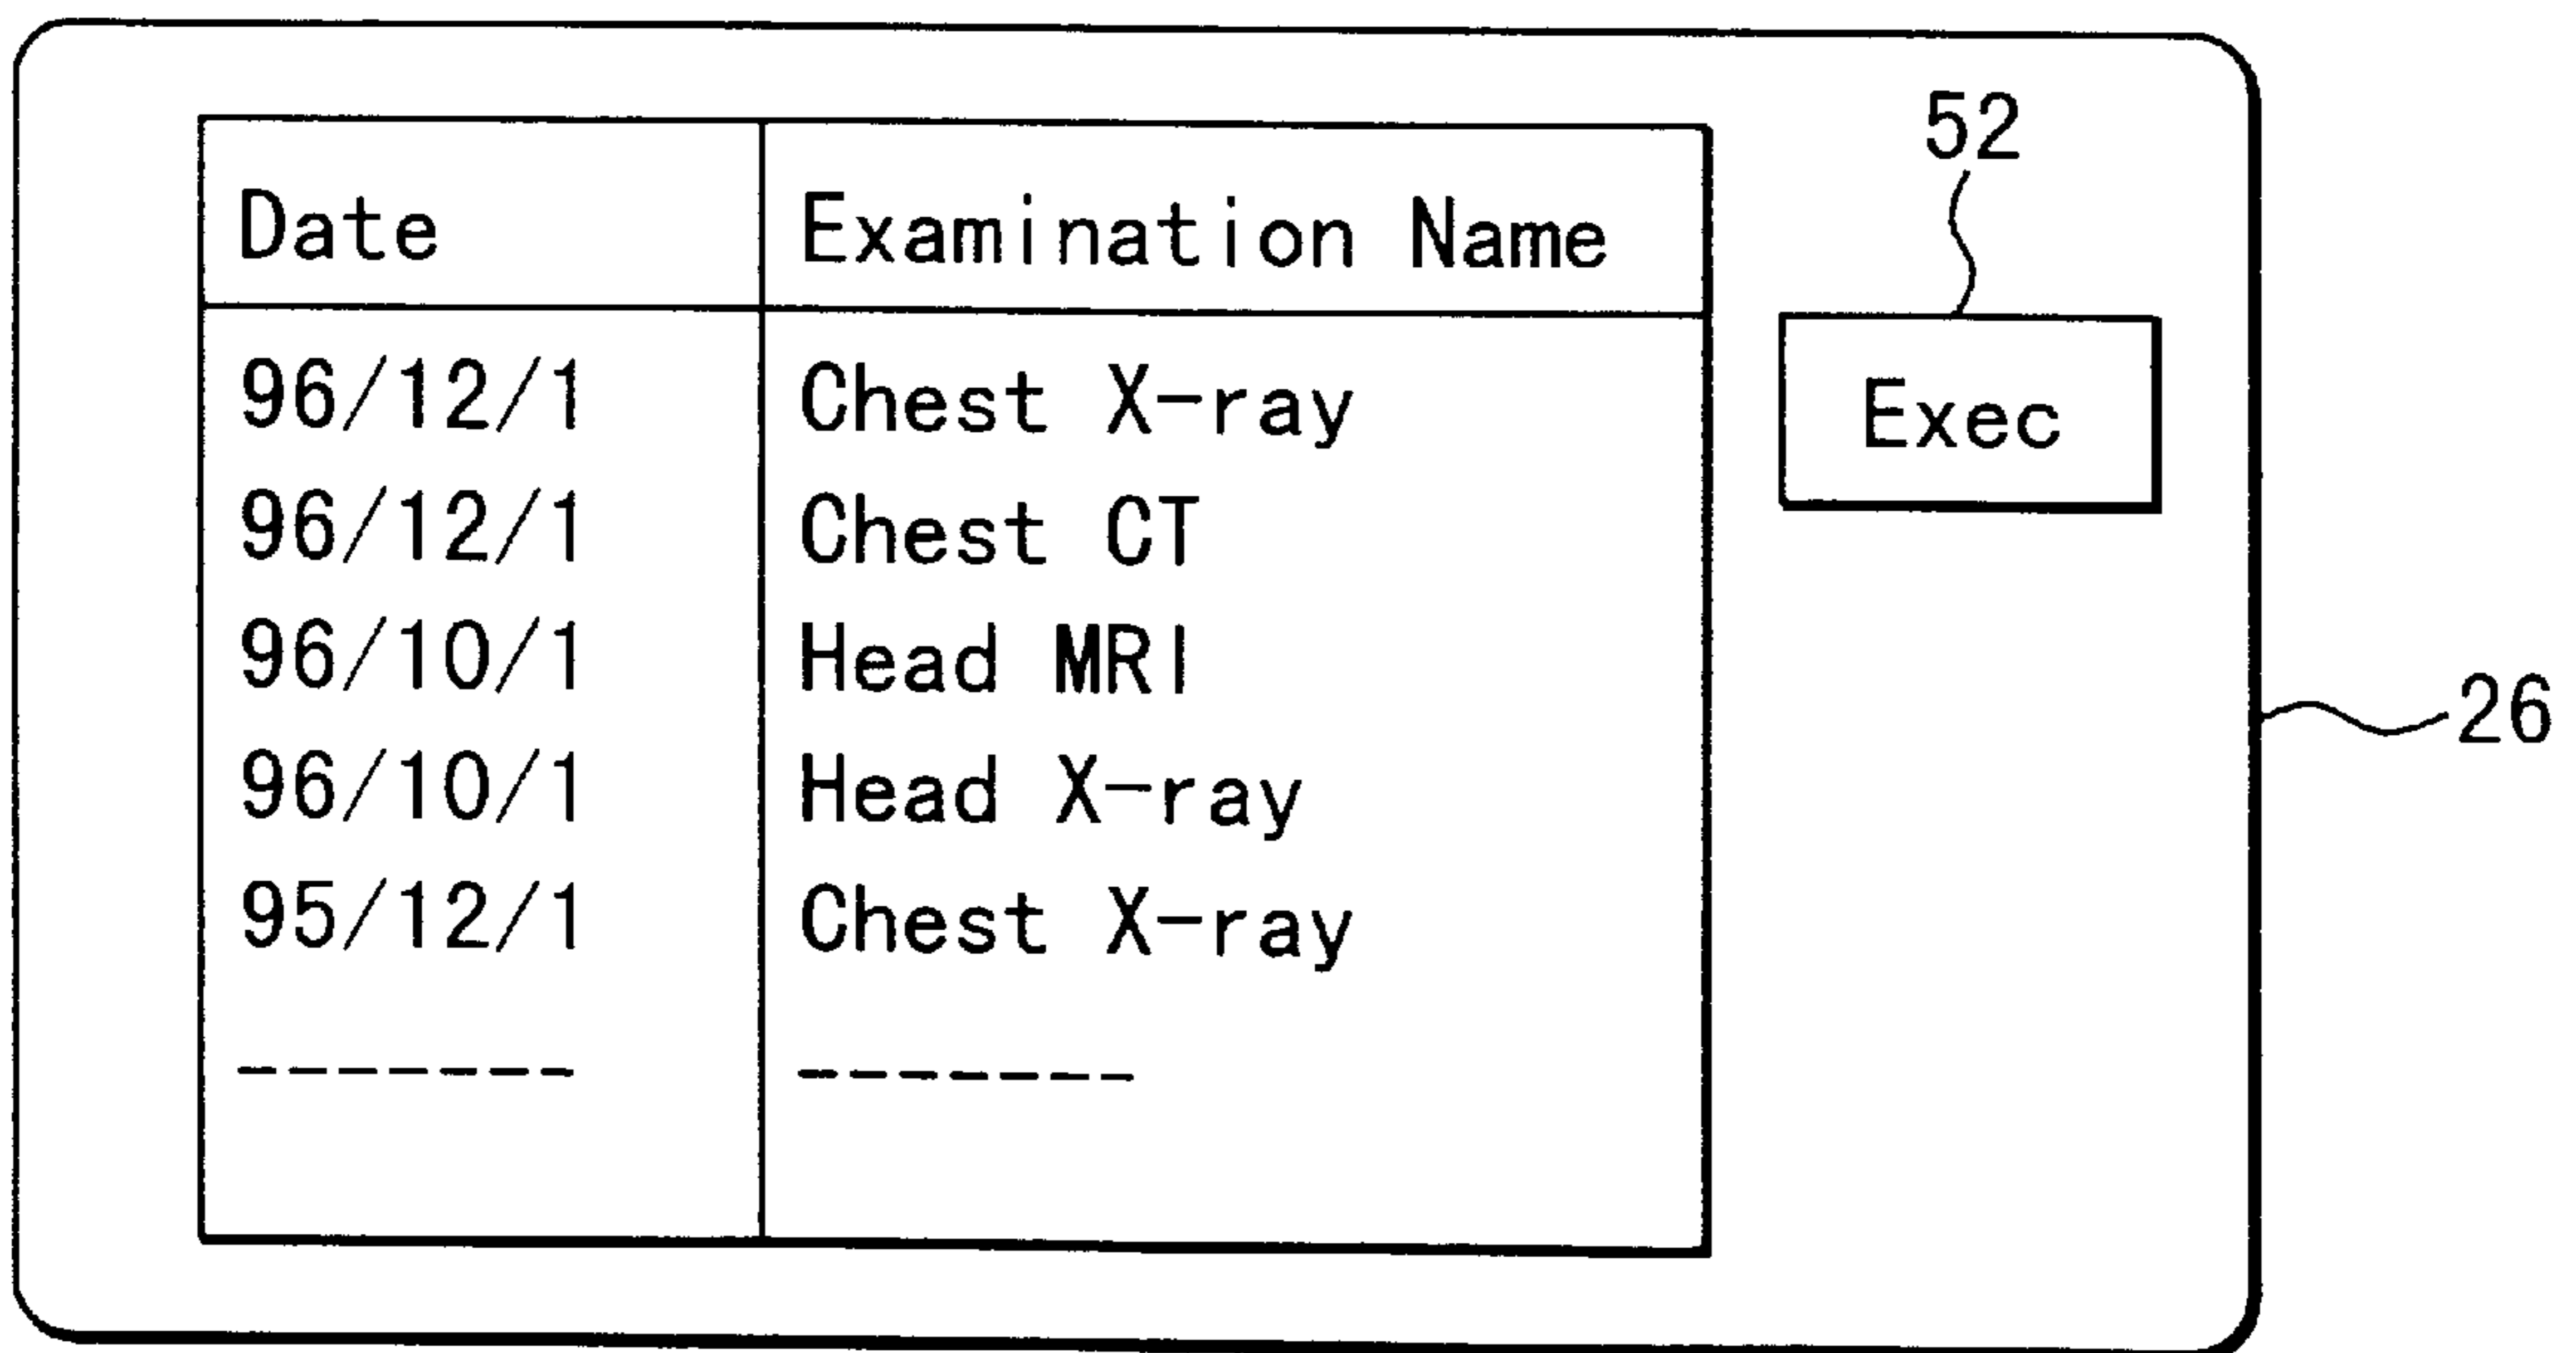 52
Date Examination Name
Exec
96/12/1 Chest X-ray
96/12/1 Chest CT
96/10/1 Head MRI
96/10/1 Head X-ray
95/12/1 Chest X-ray
------- -------
26